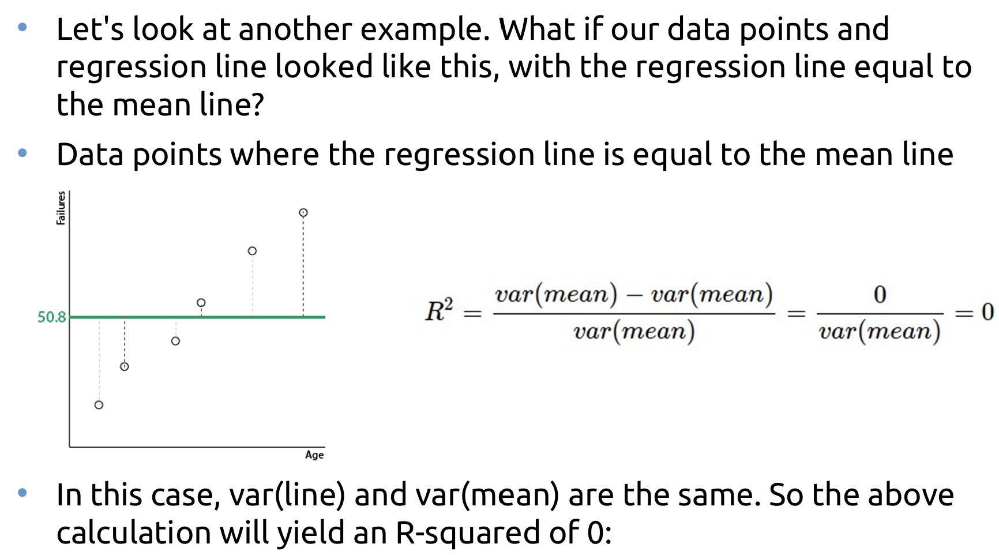 • Let's look at another example. What if our data points and
regression line looked like this, with the regression line equal to
the mean line?
• Data points where the regression line is equal to the mean line
Failures
50.8
Age
R² = (var(mean) − var(mean)) / var(mean) = 0 / var(mean) = 0
• In this case, var(line) and var(mean) are the same. So the above
calculation will yield an R-squared of 0: